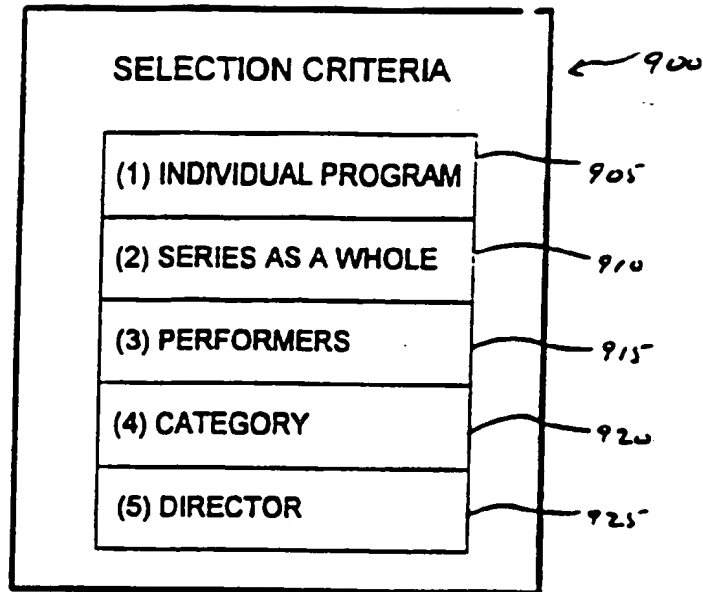 SELECTION CRITERIA
900
(1) INDIVIDUAL PROGRAM
905
(2) SERIES AS A WHOLE
910
(3) PERFORMERS
915
(4) CATEGORY
920
(5) DIRECTOR
925